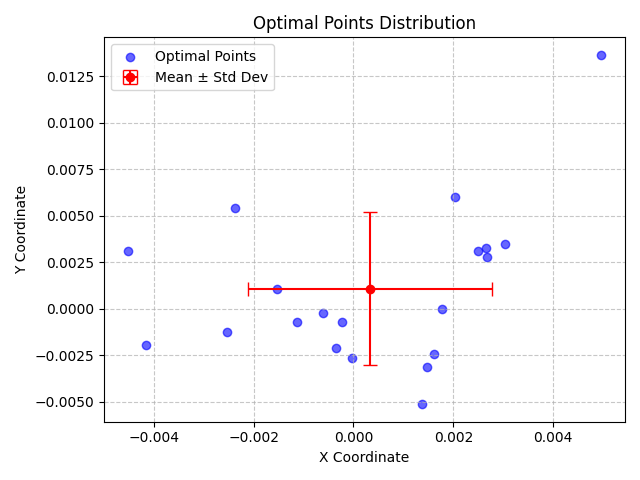 Optimal Points Distribution
Optimal Points
Mean ± Std Dev
0.0125
0.0100
0.0075
0.0050
0.0025
0.0000
−0.0025
−0.0050
Y Coordinate
−0.004
−0.002
0.000
0.002
0.004
X Coordinate